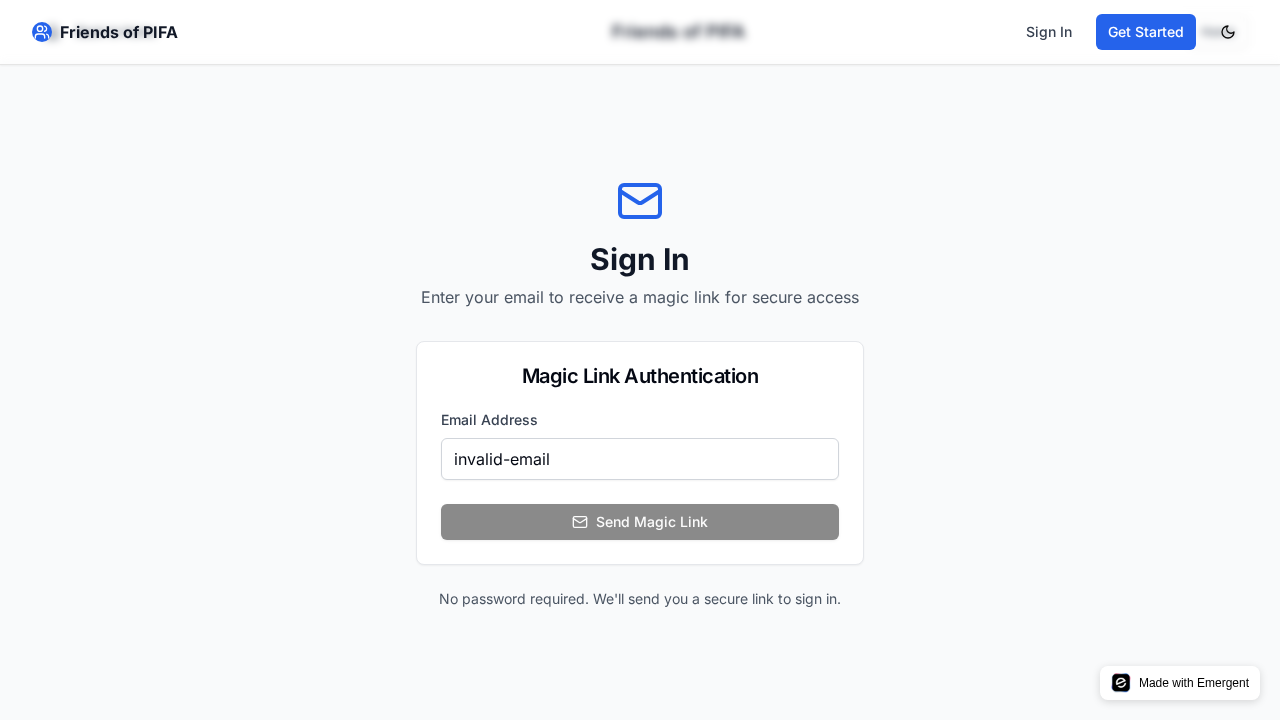 Friends of PIFA
Friends of PIFA
Sign In
Get Started
Sign In
Enter your email to receive a magic link for secure access
Magic Link Authentication
Email Address
invalid-email
Send Magic Link
No password required. We'll send you a secure link to sign in.
Made with Emergent